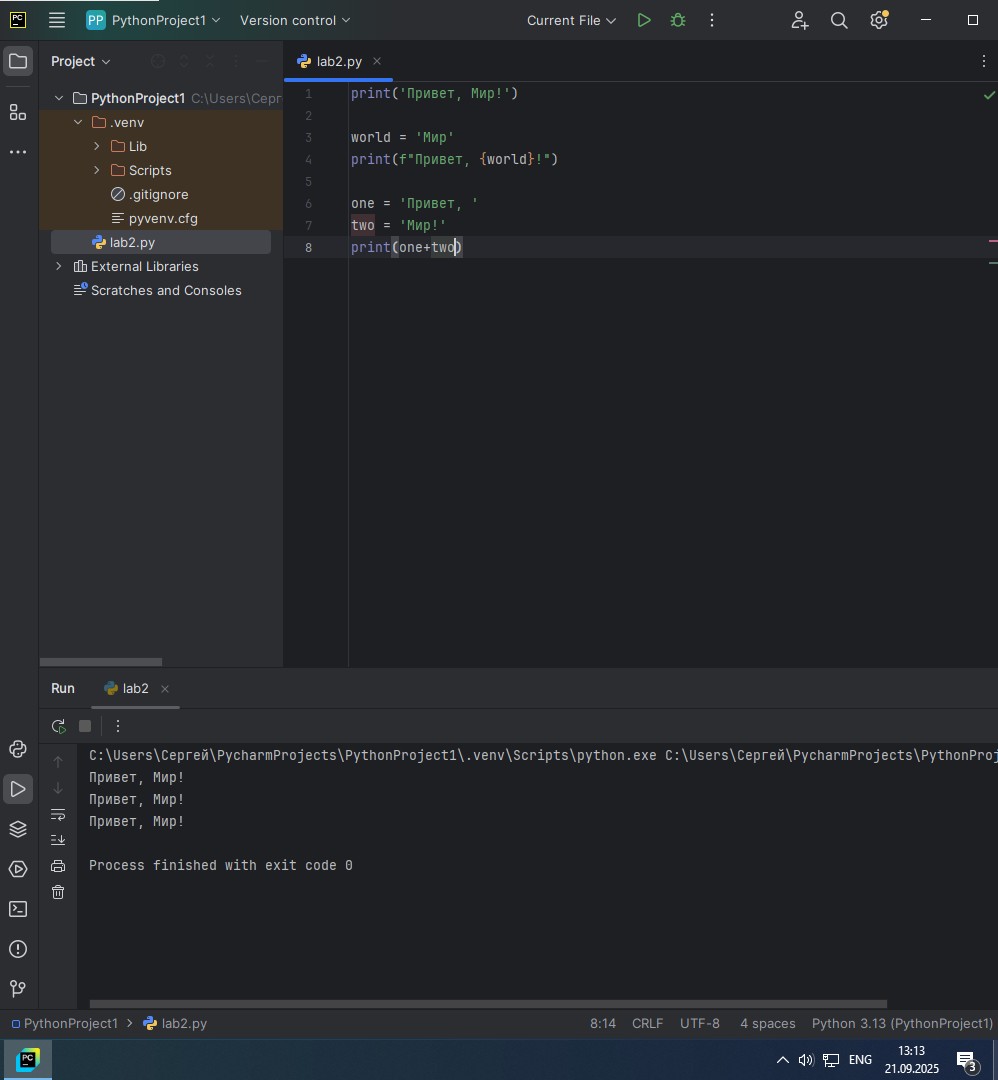 PC
PP PythonProject1 Version control Current File
Project
PythonProject1 C:\Users\Серг
.venv
Lib
Scripts
.gitignore
pyvenv.cfg
lab2.py
External Libraries
Scratches and Consoles
lab2.py
1 print('Привет, Мир!')
2
3 world = 'Мир'
4 print(f"Привет, {world}!")
5
6 one = 'Привет, '
7 two = 'Мир!'
8 print(one+two)
Run lab2
C:\Users\Сергей\PycharmProjects\PythonProject1\.venv\Scripts\python.exe C:\Users\Сергей\PycharmProjects\PythonProj
Привет, Мир!
Привет, Мир!
Привет, Мир!
Process finished with exit code 0
PythonProject1 lab2.py 8:14 CRLF UTF-8 4 spaces Python 3.13 (PythonProject1)
PC ENG 13:13 3
21.09.2025